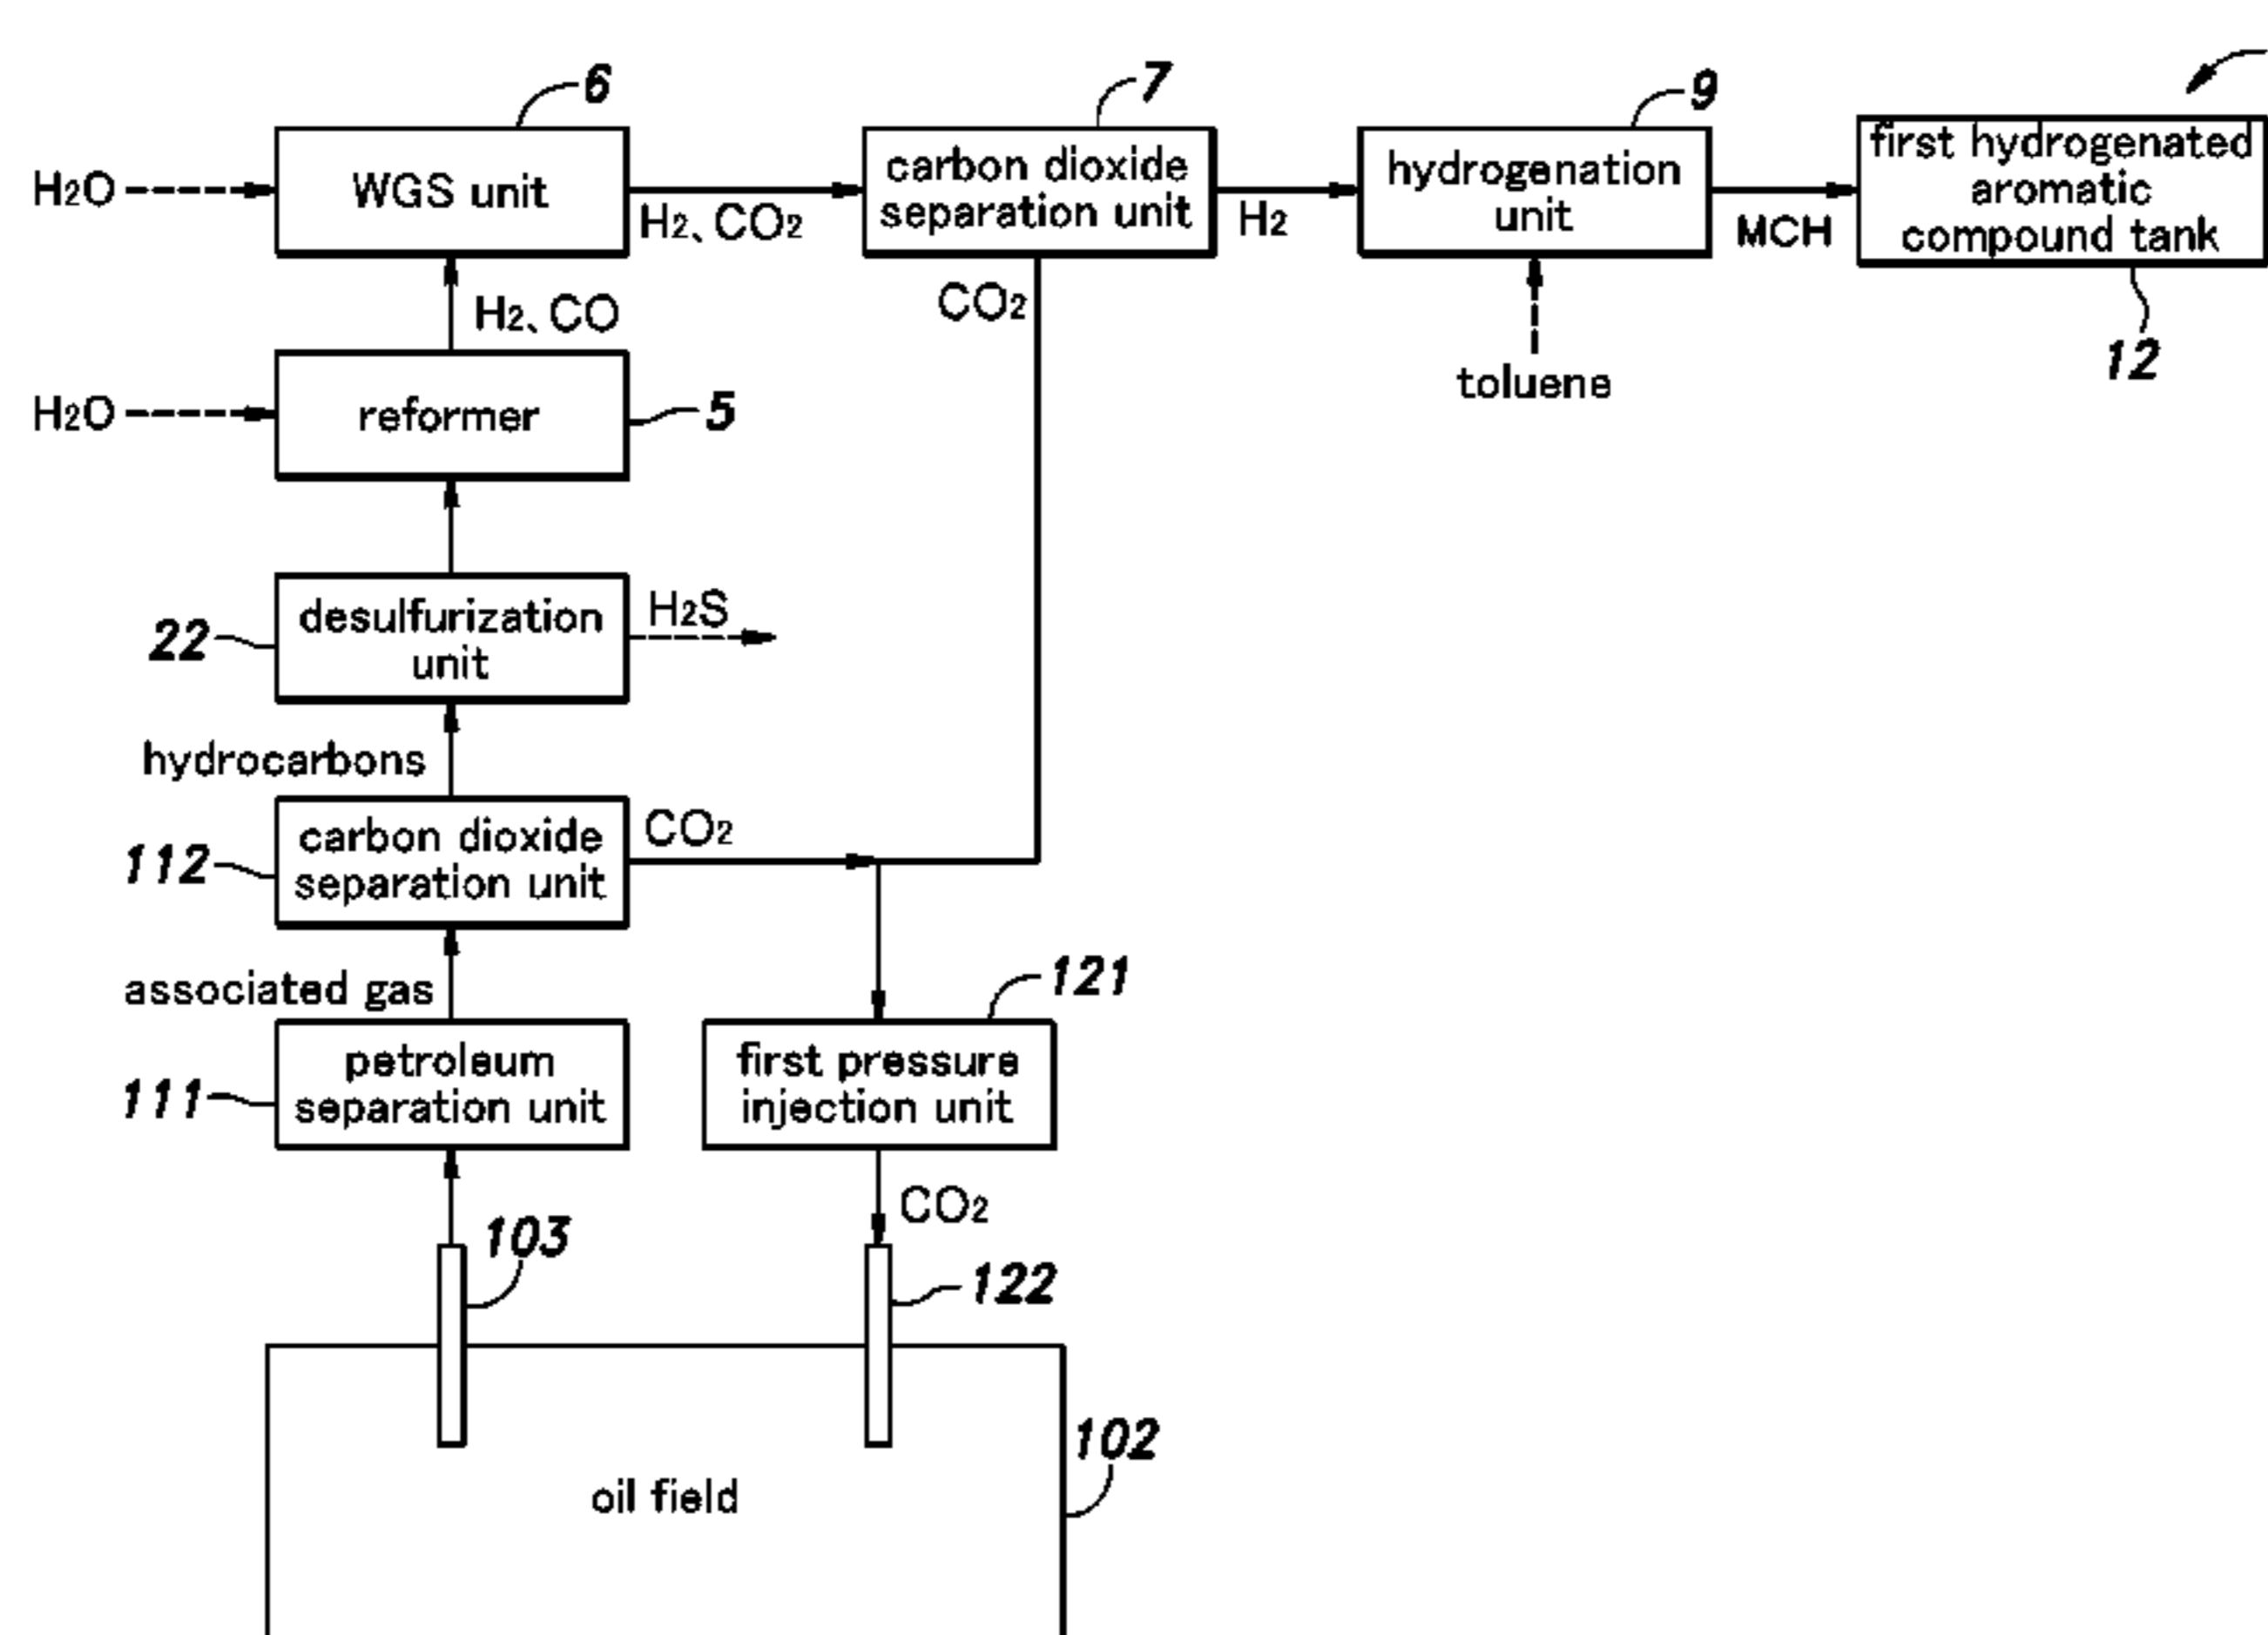 6
7
9
H2O
WGS unit
H2、CO2
carbon dioxide
separation unit
H2
hydrogenation
unit
MCH
first hydrogenated
aromatic
compound tank
12
H2、CO
CO2
toluene
H2O
reformer
5
22
desulfurization
unit
H2S
hydrocarbons
112
carbon dioxide
separation unit
CO2
associated gas
121
111
petroleum
separation unit
first pressure
injection unit
CO2
103
122
102
oil field